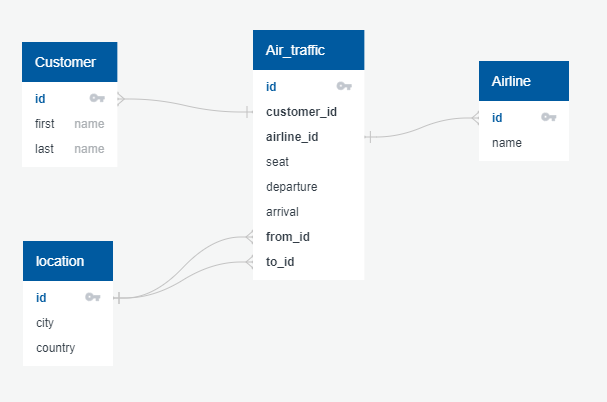 Customer
id
first name
last name
Air_traffic
id
customer_id
airline_id
seat
departure
arrival
from_id
to_id
Airline
id
name
location
id
city
country